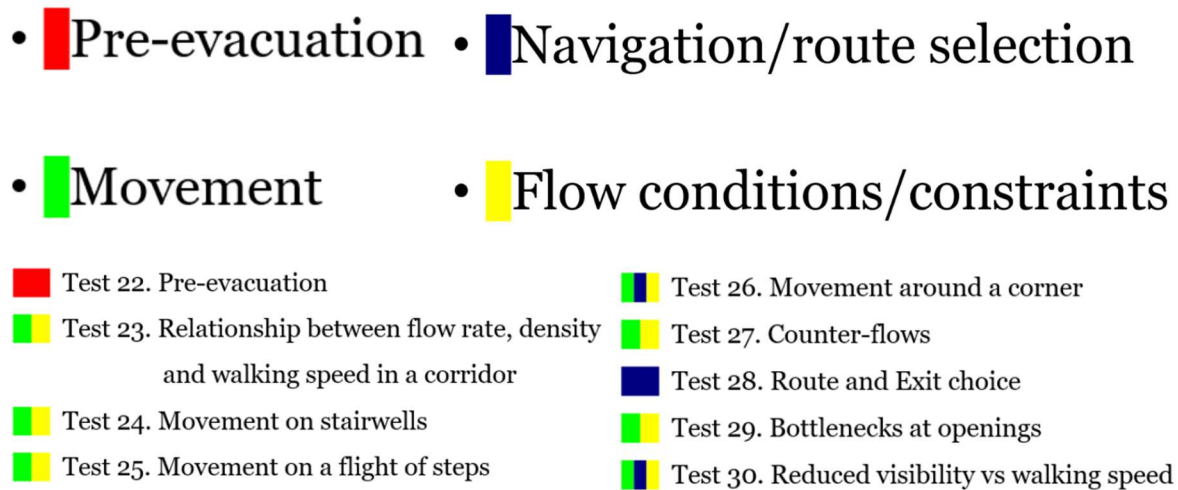 • Pre-evacuation
• Navigation/route selection
• Movement
• Flow conditions/constraints
Test 22. Pre-evacuation
Test 23. Relationship between flow rate, density
and walking speed in a corridor
Test 24. Movement on stairwells
Test 25. Movement on a flight of steps
Test 26. Movement around a corner
Test 27. Counter-flows
Test 28. Route and Exit choice
Test 29. Bottlenecks at openings
Test 30. Reduced visibility vs walking speed